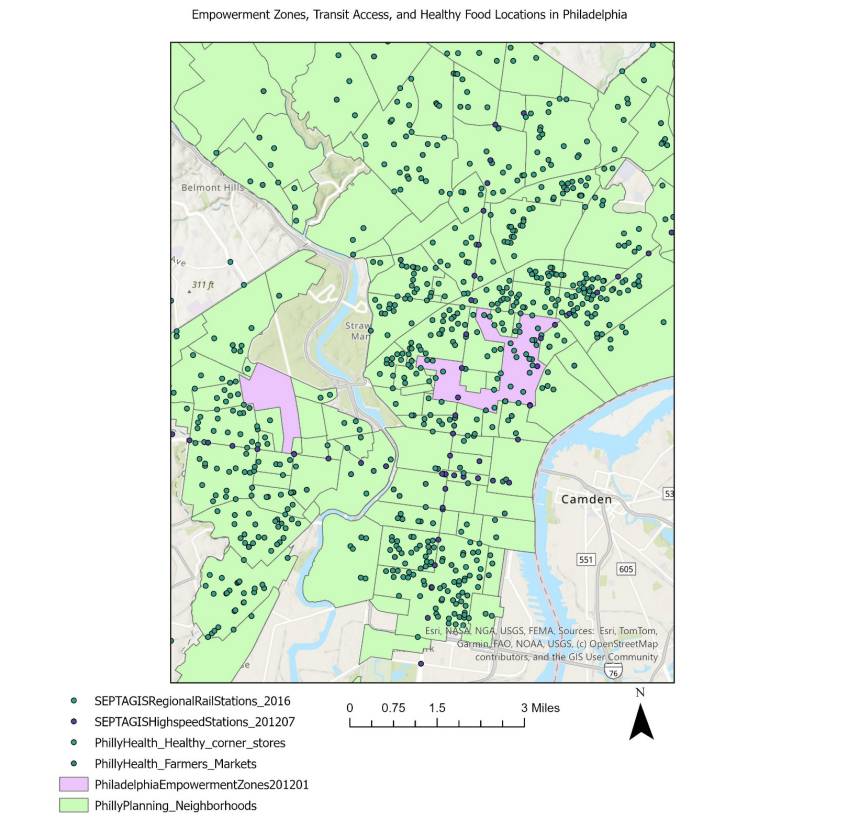 Empowerment Zones, Transit Access, and Healthy Food Locations in Philadelphia
Belmont Hills
Ave
311 ft
Straw
Man
Camden
53
551
605
Esri, NASA, NGA, USGS, FEMA, Sources: Esri, TomTom,
Garmin, FAO, NOAA, USGS, (c) OpenStreetMap
contributors, and the GIS User Community
76
SEPTAGISRegionalRailStations_2016
SEPTAGISHighspeedStations_201207
PhillyHealth_Healthy_corner_stores
PhillyHealth_Farmers_Markets
PhiladelphiaEmpowermentZones201201
PhillyPlanning_Neighborhoods
0 0.75 1.5 3 Miles
N